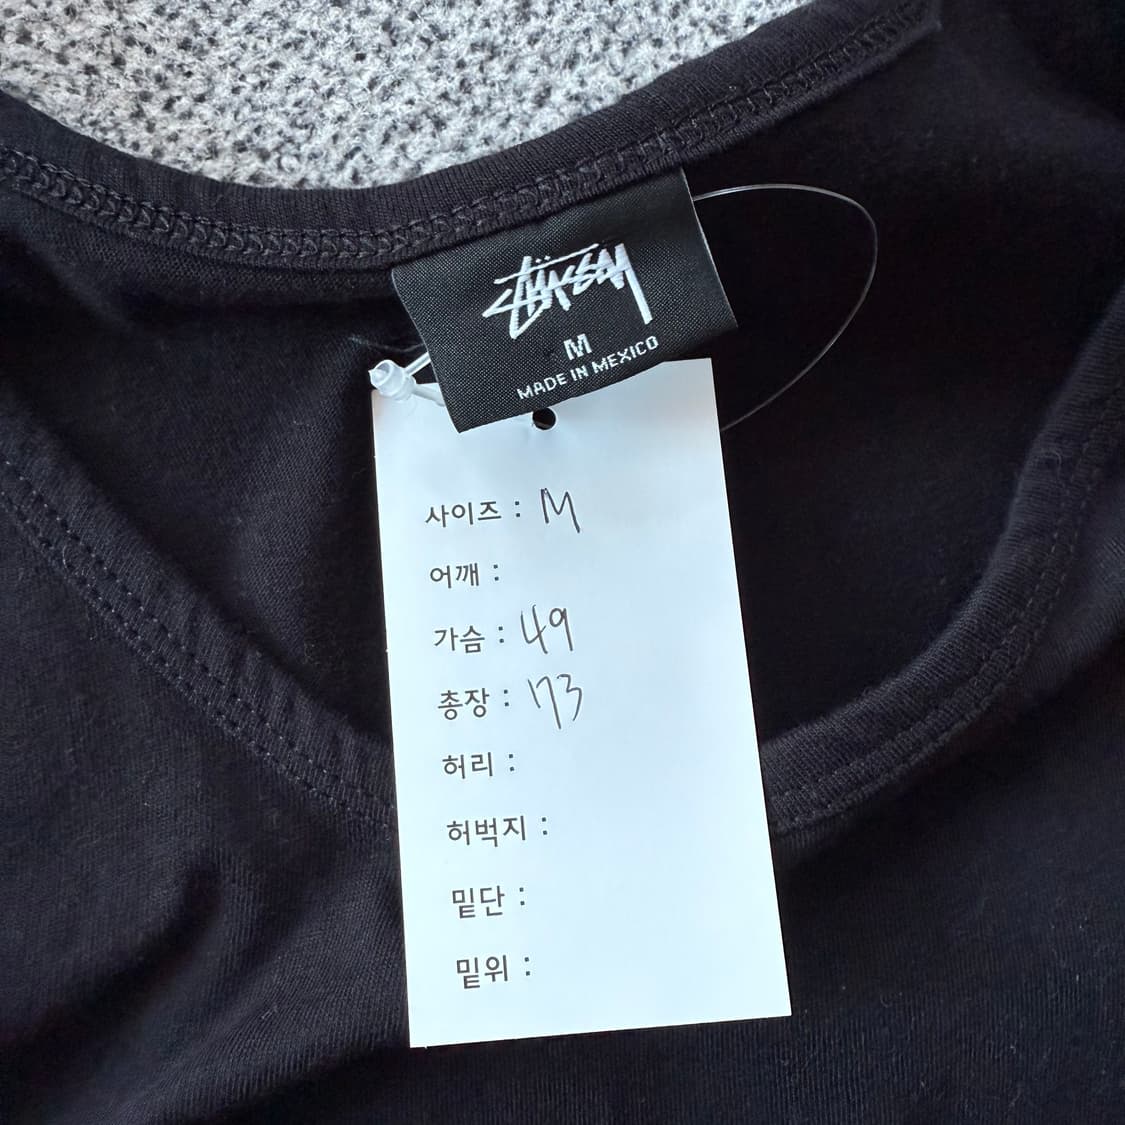 STÜSSY
M
MADE IN MEXICO
사이즈 : M
어깨 :
가슴 : 49
총장 : 73
허리 :
허벅지 :
밑단 :
밑위 :